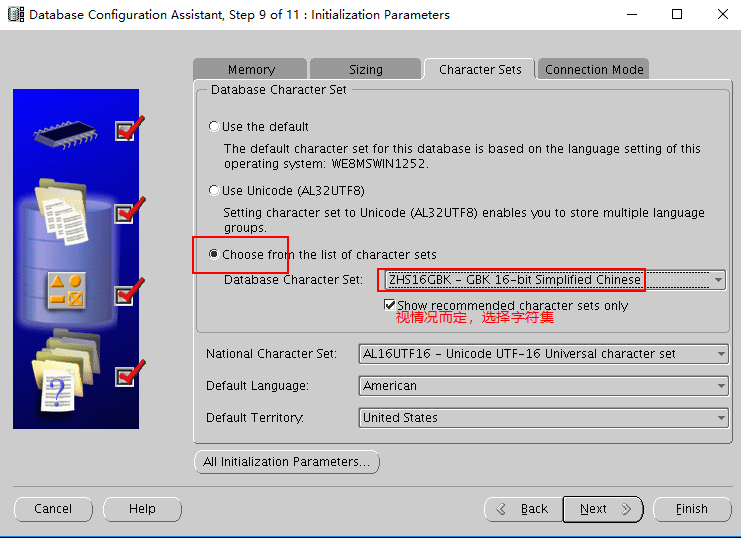 Database Configuration Assistant, Step 9 of 11 : Initialization Parameters
Memory
Sizing
Character Sets
Connection Mode
Database Character Set
Use the default
The default character set for this database is based on the language setting of this
operating system: WE8MSWIN1252.
Use Unicode (AL32UTF8)
Setting character set to Unicode (AL32UTF8) enables you to store multiple language
groups.
Choose from the list of character sets
Database Character Set:
ZHS16GBK - GBK 16-bit Simplified Chinese
Show recommended character sets only
视情况而定，选择字符集
National Character Set:
AL16UTF16 - Unicode UTF-16 Universal character set
Default Language:
American
Default Territory:
United States
All Initialization Parameters...
Cancel
Help
Back
Next
Finish